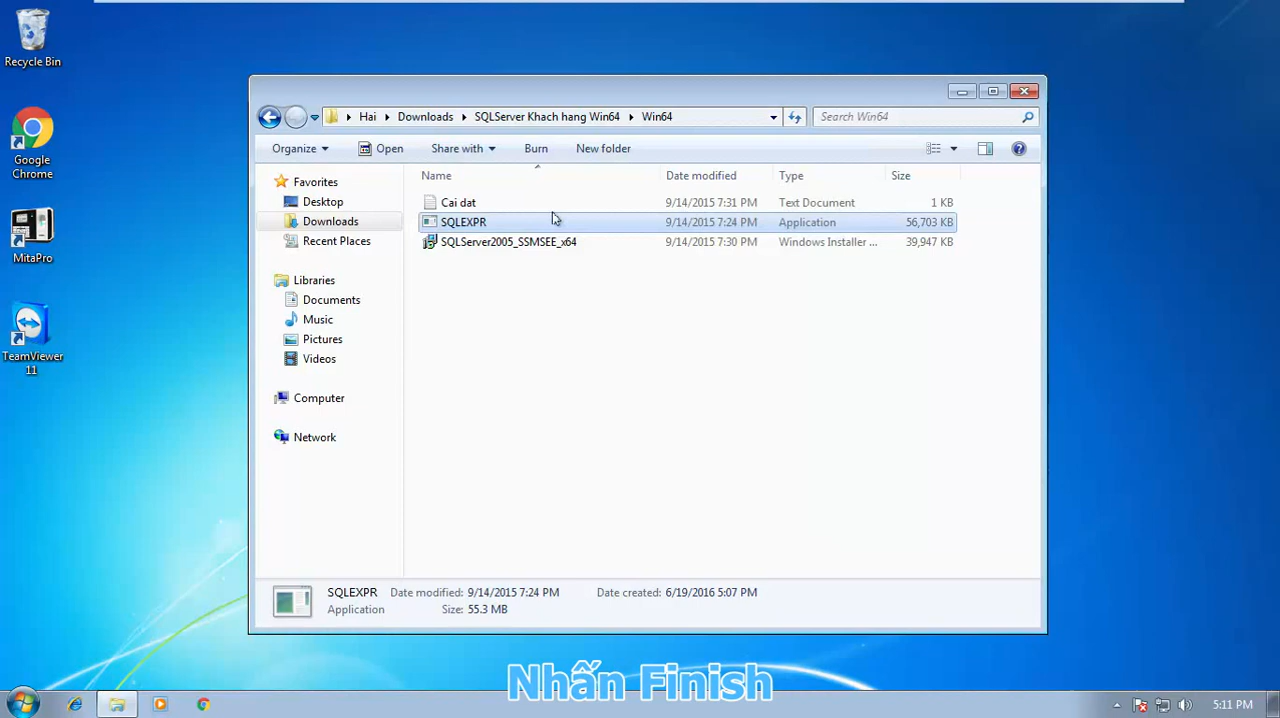 Recycle Bin
Google
Chrome
MitaPro
TeamViewer
11
Hai
Downloads
SQLServer Khach hang Win64
Win64
Search Win64
Organize
Open
Share with
Burn
New folder
Name
Date modified
Type
Size
Favorites
Desktop
Downloads
Recent Places
Libraries
Documents
Music
Pictures
Videos
Computer
Network
Cai dat 9/14/2015 7:31 PM Text Document 1 KB
SQLEXPR 9/14/2015 7:24 PM Application 56,703 KB
SQLServer2005_SSMSEE_x64 9/14/2015 7:30 PM Windows Installer ... 39,947 KB
SQLEXPR Date modified: 9/14/2015 7:24 PM Date created: 6/19/2016 5:07 PM
Application Size: 55.3 MB
Nhấn Finish
5:11 PM